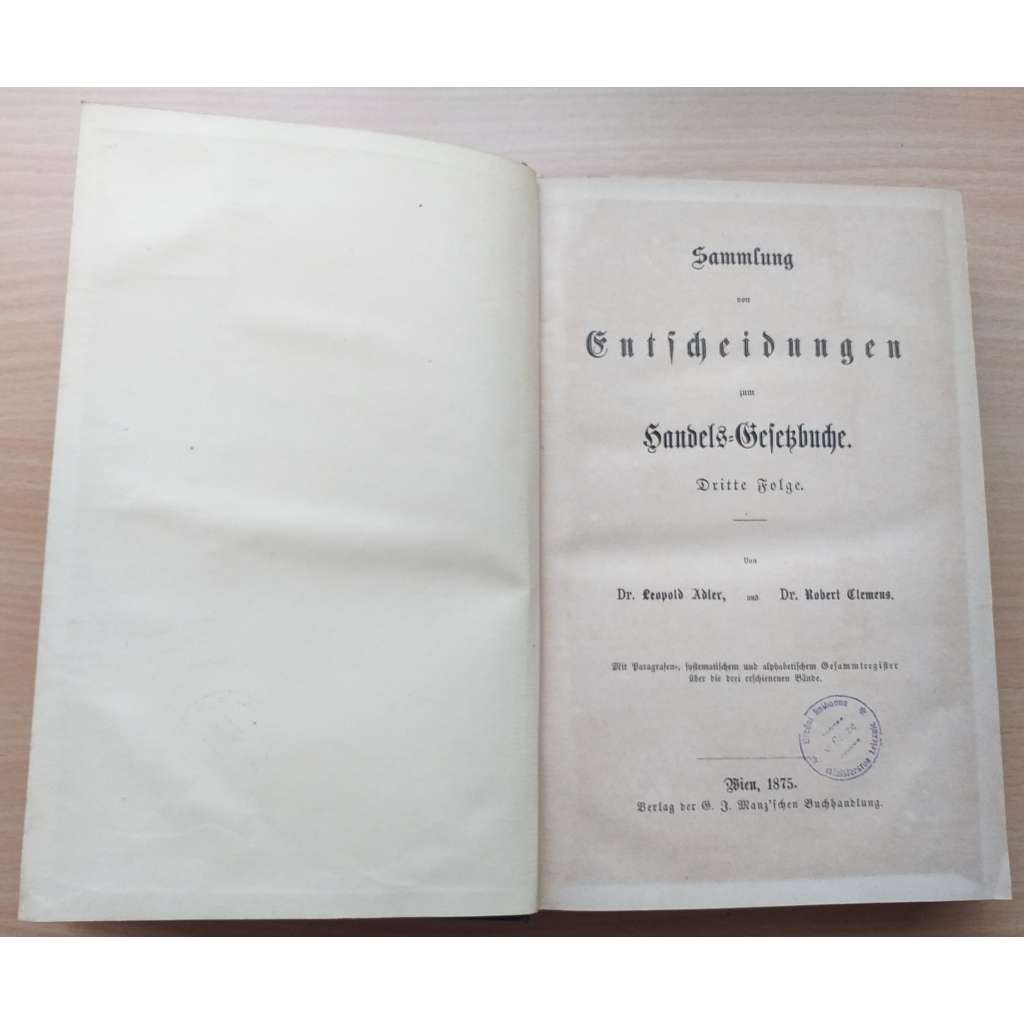 Sammlung
von
Entscheidungen
zum
Handels-Gesetzbuche.
Dritte Folge.
Von
Dr. Leopold Adler, und Dr. Robert Clemens.
Mit Paragrafen-, systematischem und alphabetischem Gesammtregister
über die drei erschienenen Bände.
Wien, 1875.
Verlag der G. J. Manz'schen Buchhandlung.